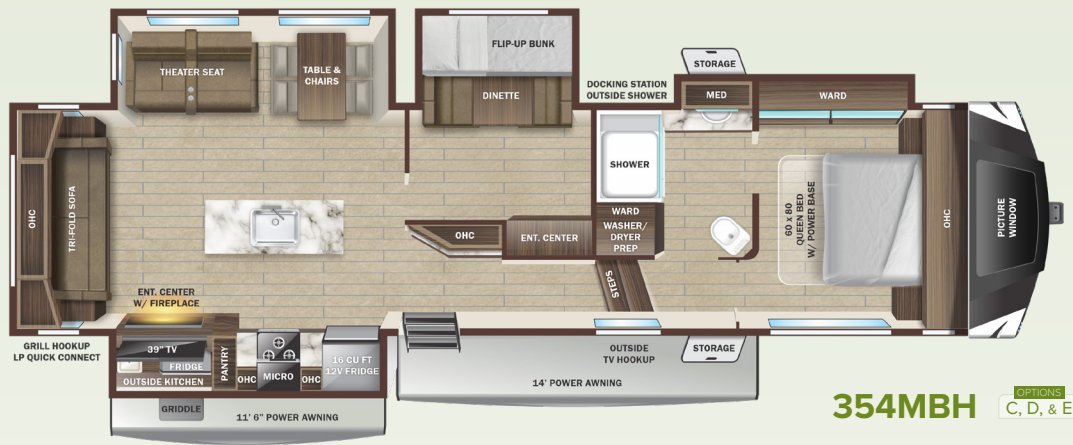 FLIP-UP BUNK
THEATER SEAT
TABLE &
CHAIRS
DINETTE
DOCKING STATION
OUTSIDE SHOWER
STORAGE
MED
WARD
SHOWER
OHC
TRI-FOLD SOFA
WARD
WASHER/
DRYER
PREP
OHC
ENT. CENTER
STEPS
60 x 80
QUEEN BED
W/ POWER BASE
OHC
PICTURE
WINDOW
ENT. CENTER
W/ FIREPLACE
GRILL HOOKUP
LP QUICK CONNECT
39" TV
FRIDGE
OUTSIDE KITCHEN
PANTRY
OHC
MICRO
OHC
16 CU FT
12V FRIDGE
OUTSIDE
TV HOOKUP
STORAGE
14' POWER AWNING
GRIDDLE
11' 6" POWER AWNING
354MBH
OPTIONS
C, D, & E